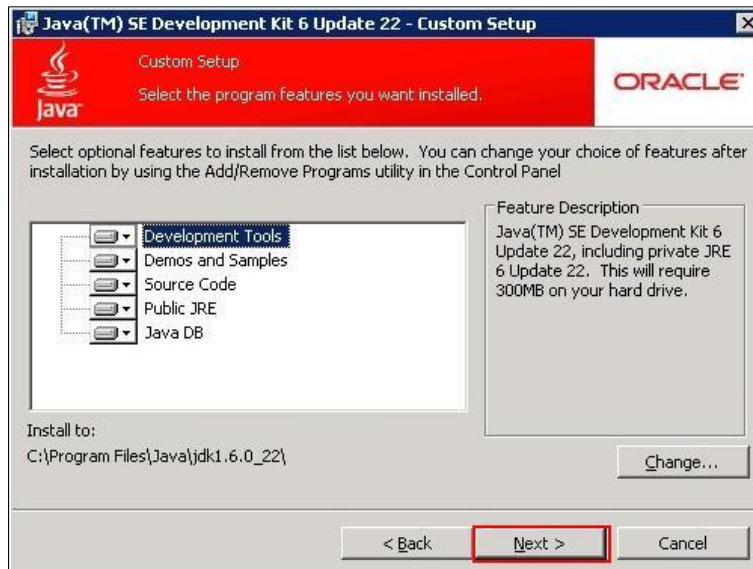 Java(TM) SE Development Kit 6 Update 22 - Custom Setup
Java
Custom Setup
Select the program features you want installed.
ORACLE
Select optional features to install from the list below. You can change your choice of features after
installation by using the Add/Remove Programs utility in the Control Panel
Development Tools
Demos and Samples
Source Code
Public JRE
Java DB
Feature Description
Java(TM) SE Development Kit 6
Update 22, including private JRE
6 Update 22. This will require
300MB on your hard drive.
Install to:
C:\Program Files\Java\jdk1.6.0_22\
Change...
< Back
Next >
Cancel